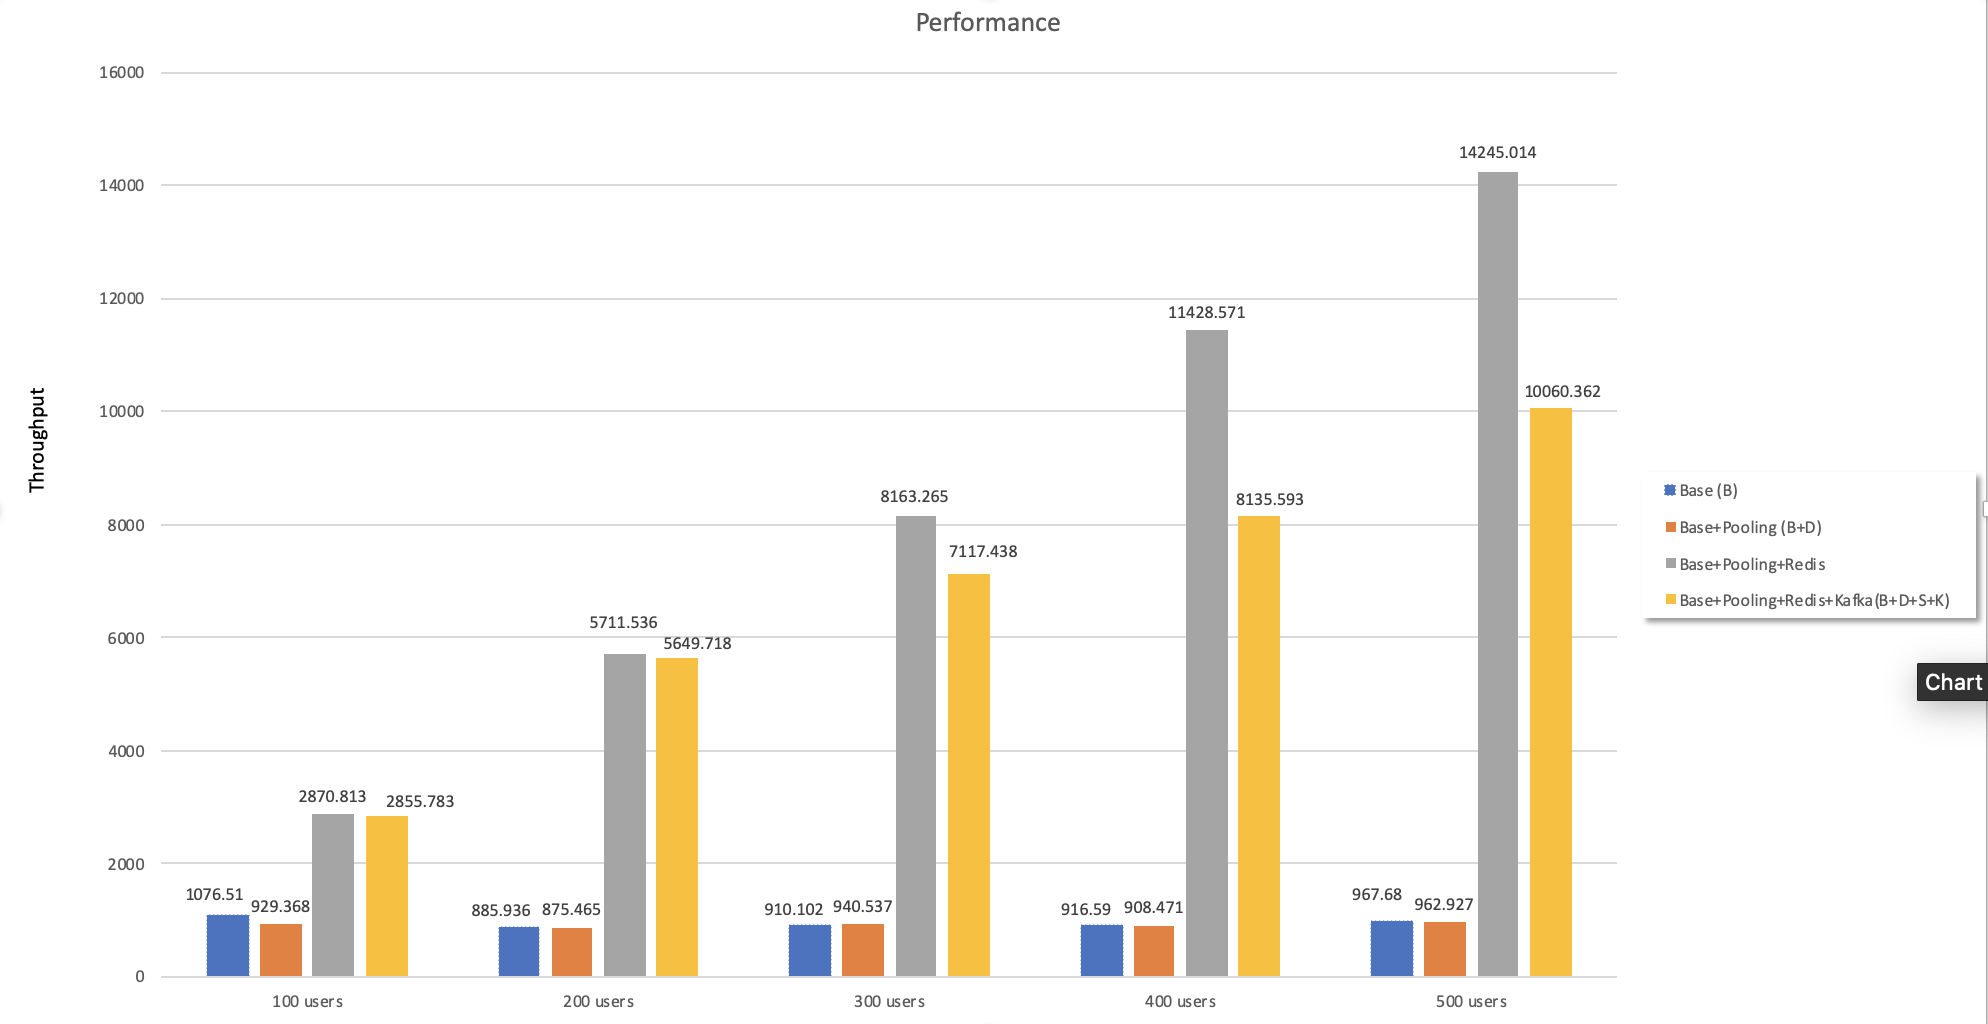 Performance
16000
14000
12000
10000
8000
6000
4000
2000
0
Throughput
1076.51
929.368
2870.813
2855.783
885.936
875.465
5711.536
5649.718
910.102
940.537
8163.265
7117.438
916.59
908.471
11428.571
8135.593
967.68
962.927
14245.014
10060.362
100 users
200 users
300 users
400 users
500 users
Base (B)
Base+Pooling (B+D)
Base+Pooling+Redis
Base+Pooling+Redis+Kafka(B+D+S+K)
Chart